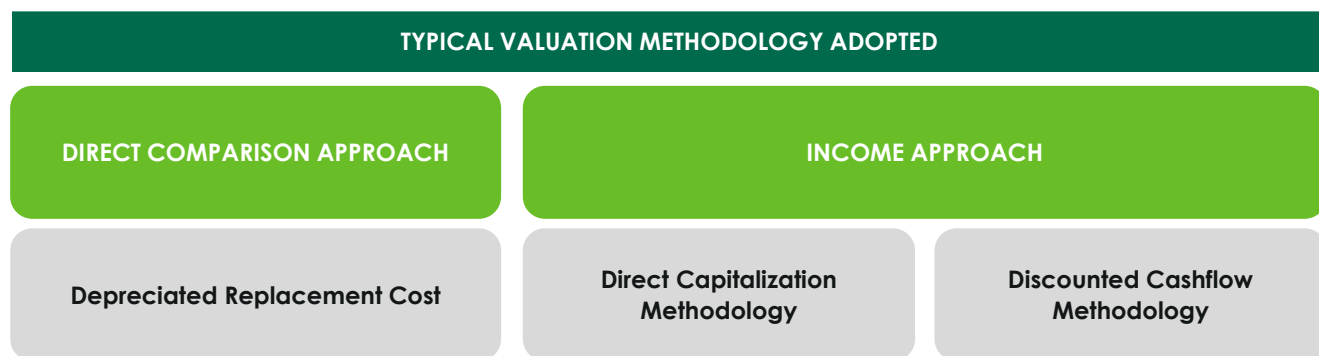 TYPICAL VALUATION METHODOLOGY ADOPTED
DIRECT COMPARISON APPROACH
INCOME APPROACH
Depreciated Replacement Cost
Direct Capitalization
Methodology
Discounted Cashflow
Methodology